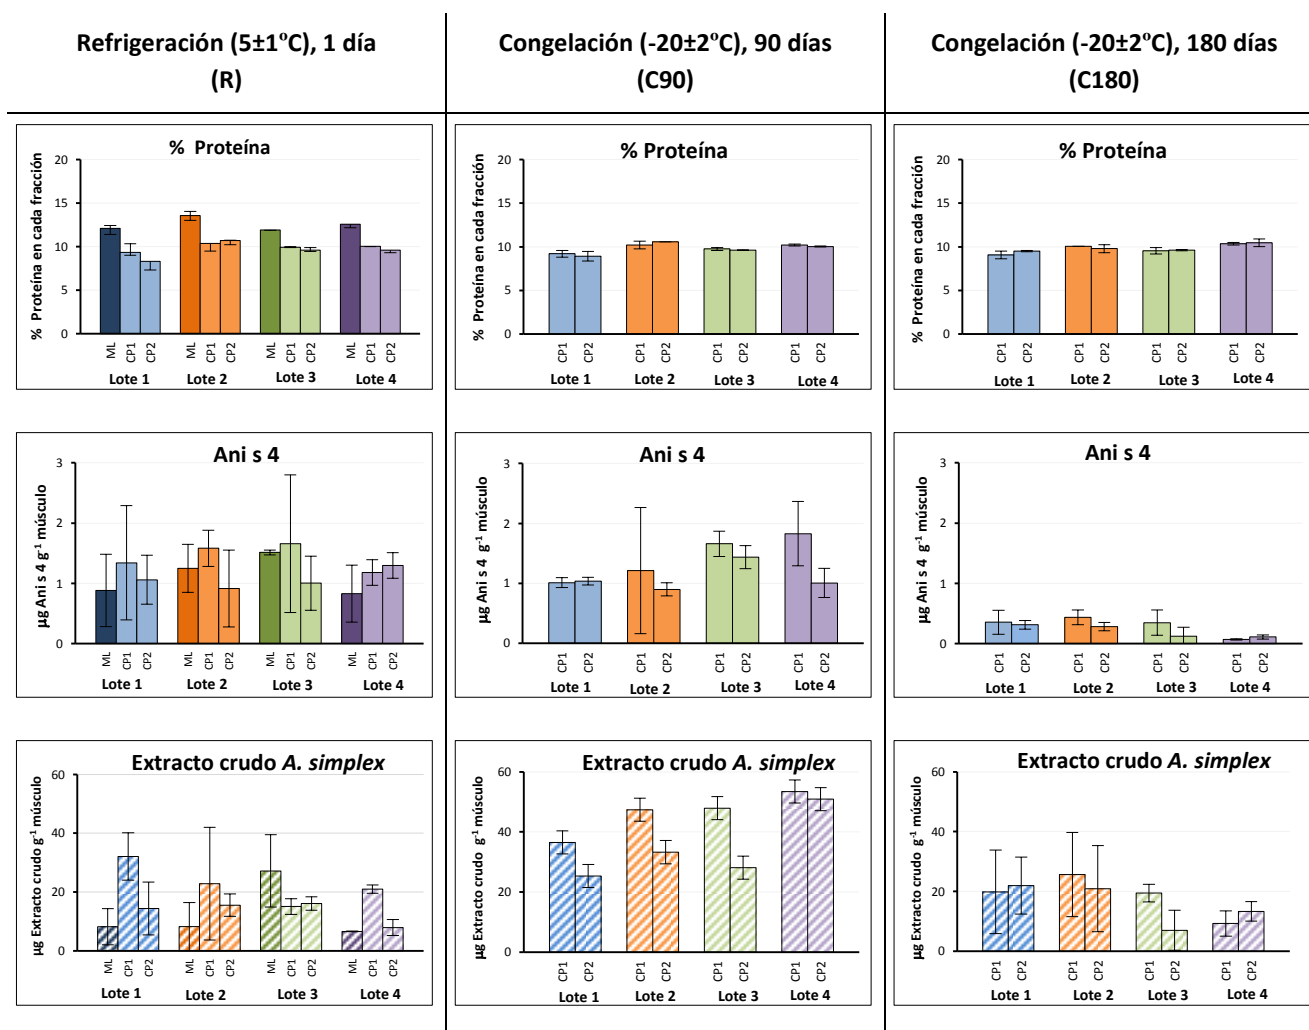 Refrigeración (5±1ºC), 1 día
(R)
Congelación (-20±2ºC), 90 días
(C90)
Congelación (-20±2ºC), 180 días
(C180)
% Proteína
% Proteína en cada fracción
20
15
10
5
0
ML CP1 CP2 ML CP1 CP2 ML CP1 CP2 ML CP1 CP2
Lote 1 Lote 2 Lote 3 Lote 4
% Proteína
% Proteína en cada fracción
20
15
10
5
0
CP1 CP2 CP1 CP2 CP1 CP2 CP1 CP2
Lote 1 Lote 2 Lote 3 Lote 4
% Proteína
% Proteína en cada fracción
20
15
10
5
0
CP1 CP2 CP1 CP2 CP1 CP2 CP1 CP2
Lote 1 Lote 2 Lote 3 Lote 4
Ani s 4
µg Ani s 4 g⁻¹ músculo
3
2
1
0
ML CP1 CP2 ML CP1 CP2 ML CP1 CP2 ML CP1 CP2
Lote 1 Lote 2 Lote 3 Lote 4
Ani s 4
µg Ani s 4 g⁻¹ músculo
3
2
1
0
CP1 CP2 CP1 CP2 CP1 CP2 CP1 CP2
Lote 1 Lote 2 Lote 3 Lote 4
Ani s 4
µg Ani s 4 g⁻¹ músculo
3
2
1
0
CP1 CP2 CP1 CP2 CP1 CP2 CP1 CP2
Lote 1 Lote 2 Lote 3 Lote 4
Extracto crudo A. simplex
µg Extracto crudo g⁻¹ músculo
60
40
20
0
ML CP1 CP2 ML CP1 CP2 ML CP1 CP2 ML CP1 CP2
Lote 1 Lote 2 Lote 3 Lote 4
Extracto crudo A. simplex
µg Extracto crudo g⁻¹ músculo
60
40
20
0
CP1 CP2 CP1 CP2 CP1 CP2 CP1 CP2
Lote 1 Lote 2 Lote 3 Lote 4
Extracto crudo A. simplex
µg Extracto crudo g⁻¹ músculo
60
40
20
0
CP1 CP2 CP1 CP2 CP1 CP2 CP1 CP2
Lote 1 Lote 2 Lote 3 Lote 4